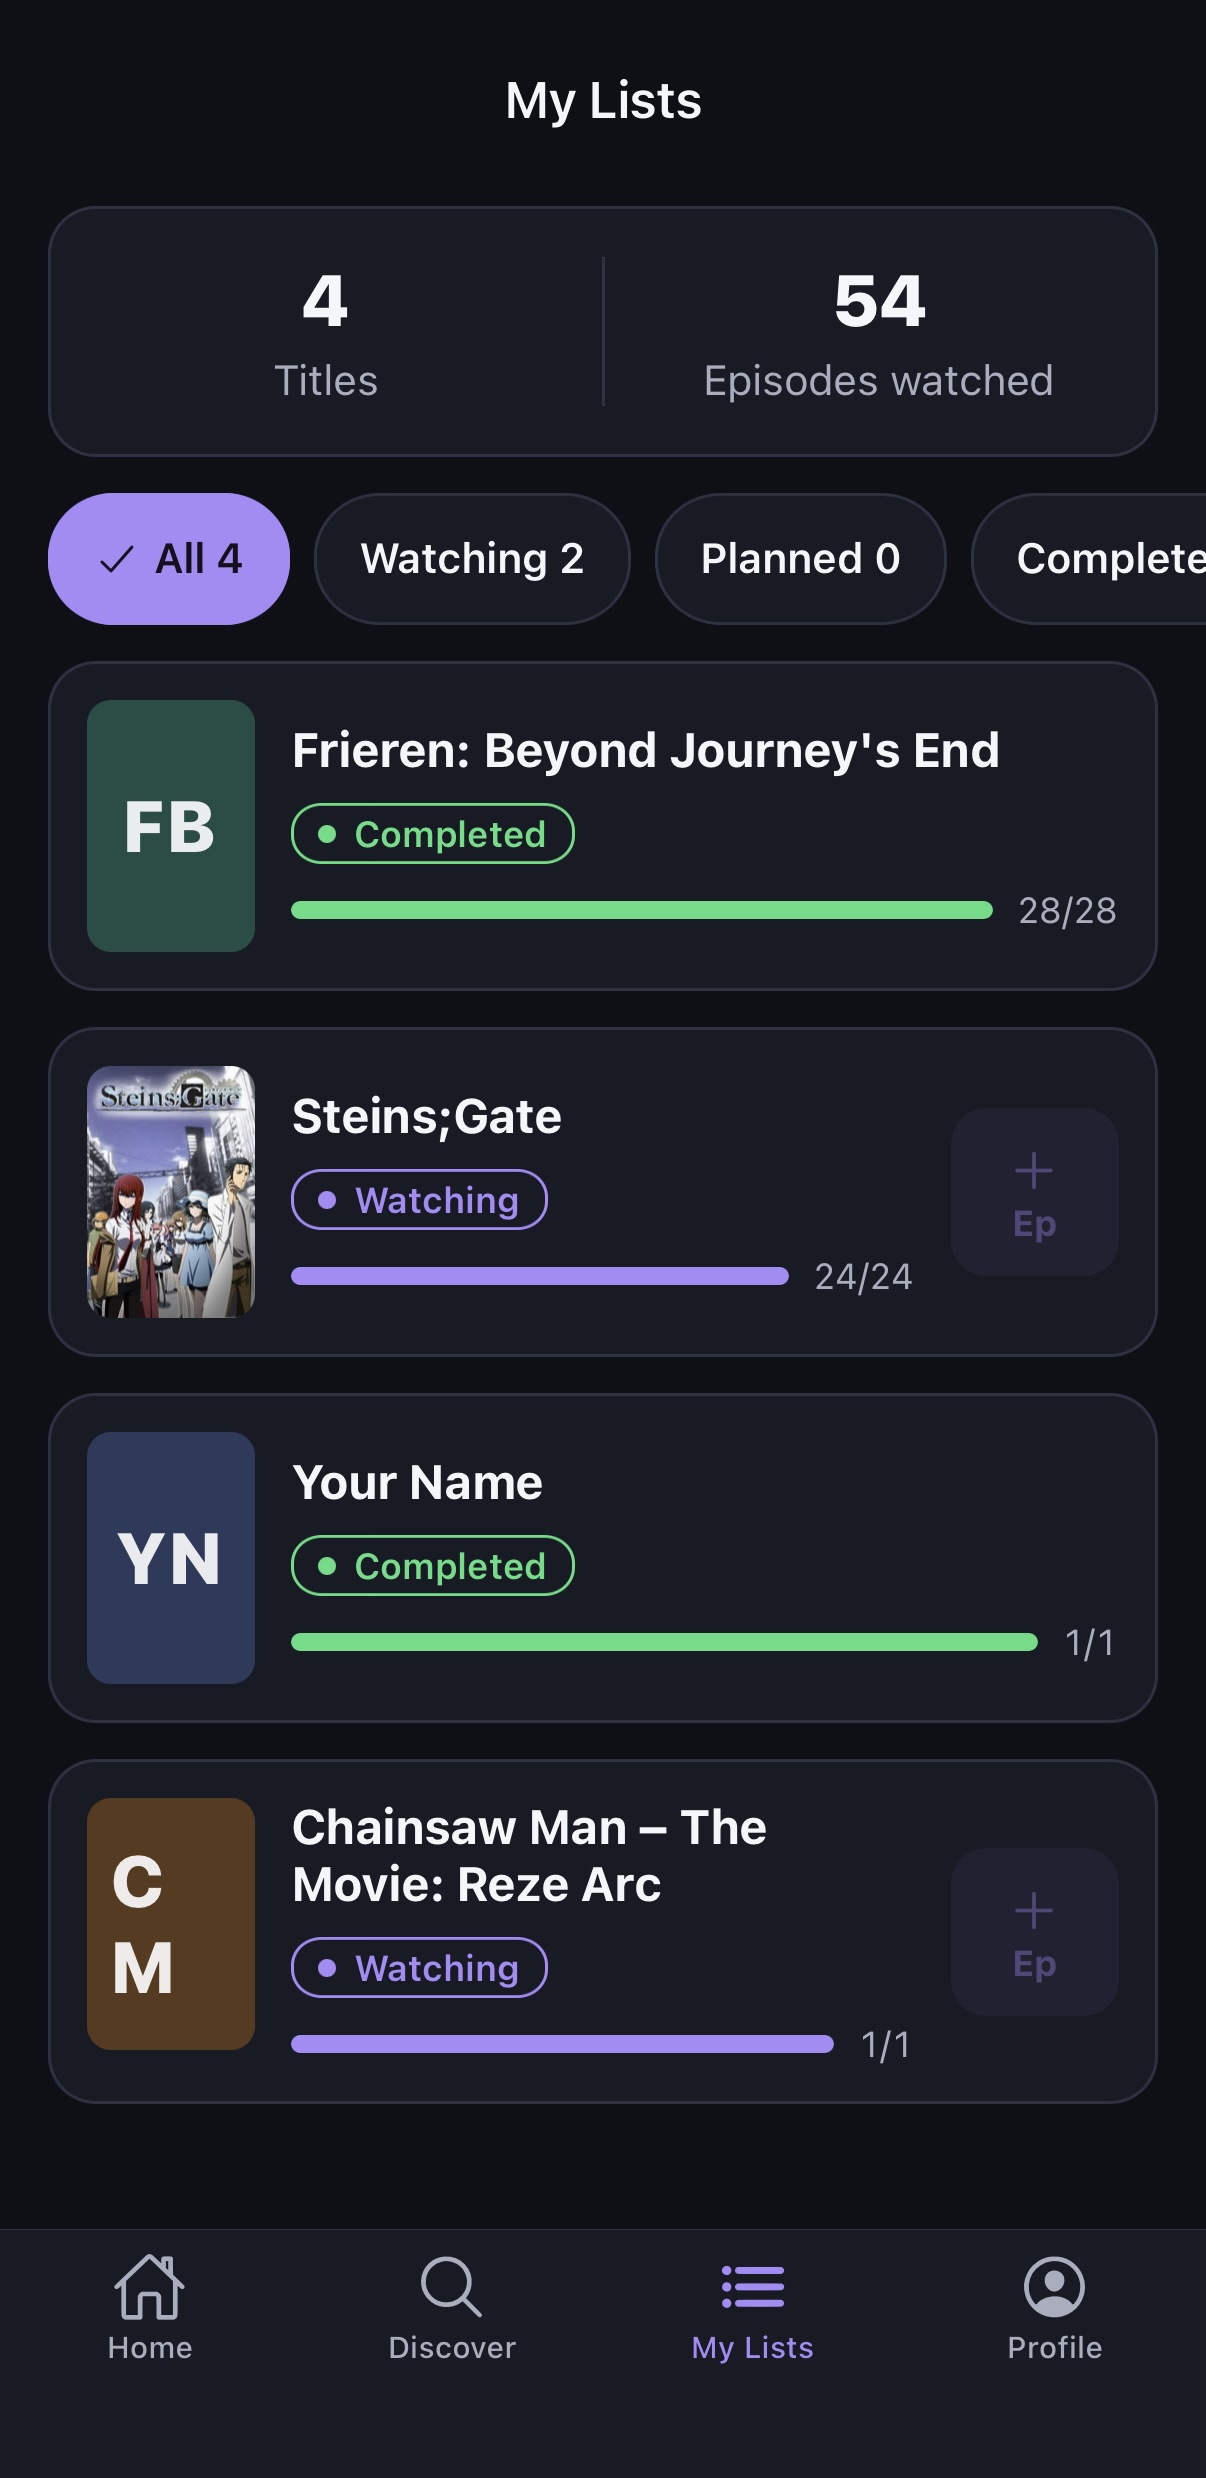 My Lists
4
Titles
54
Episodes watched
All 4
Watching 2
Planned 0
Complete
FB
Frieren: Beyond Journey's End
Completed
28/28
Steins;Gate
Steins;Gate
Watching
24/24
Ep
YN
Your Name
Completed
1/1
C
M
Chainsaw Man – The
Movie: Reze Arc
Watching
1/1
Ep
Home
Discover
My Lists
Profile